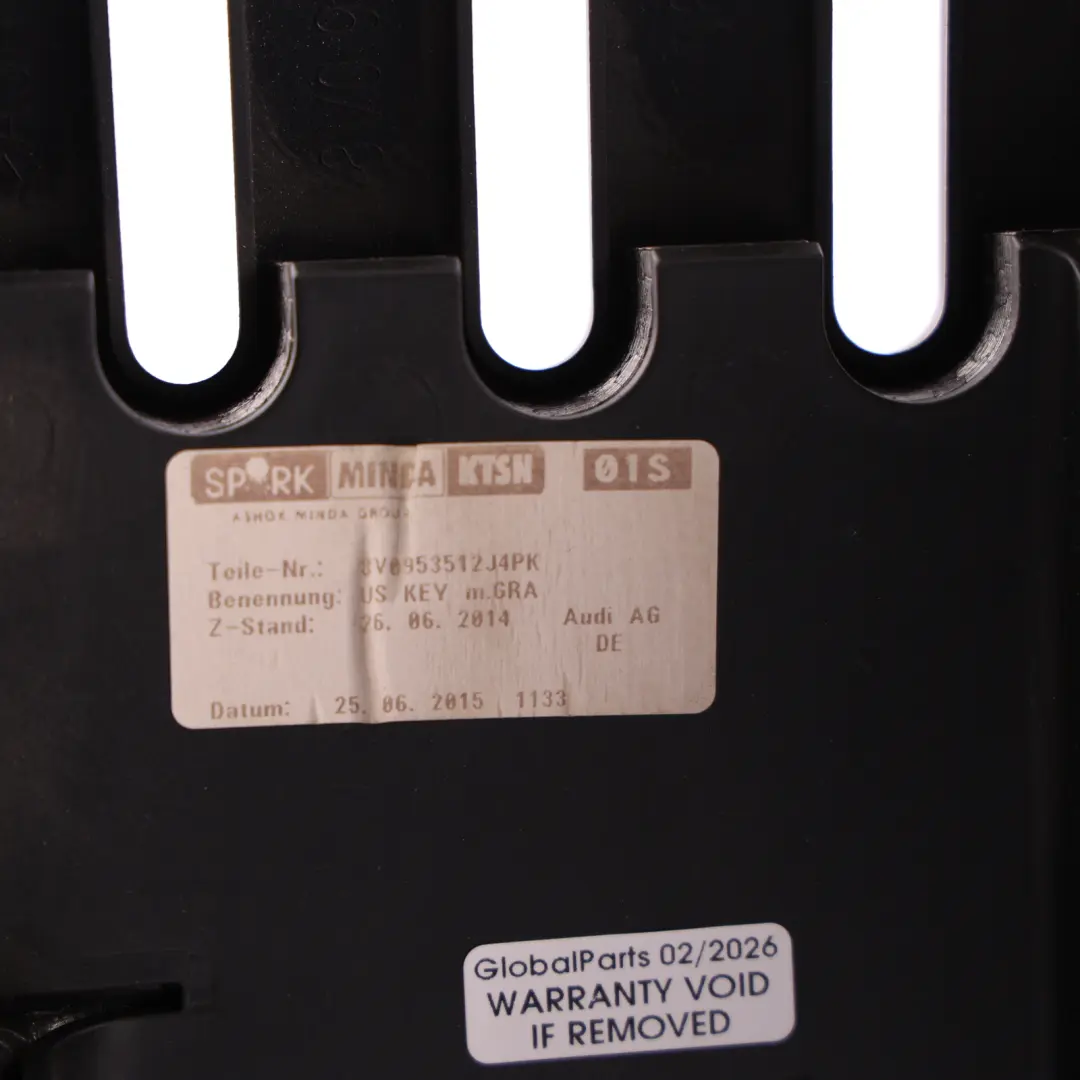 SPARK MINDA KTSN 01S
ASHOK MINDA GROUP
Teile-Nr.: 8V0953512J4PK
Benennung: US KEY m.GRA
Z-Stand: 26. 06. 2014 Audi AG
DE
Datum: 25. 06. 2015 1133
GlobalParts 02/2026
WARRANTY VOID
IF REMOVED